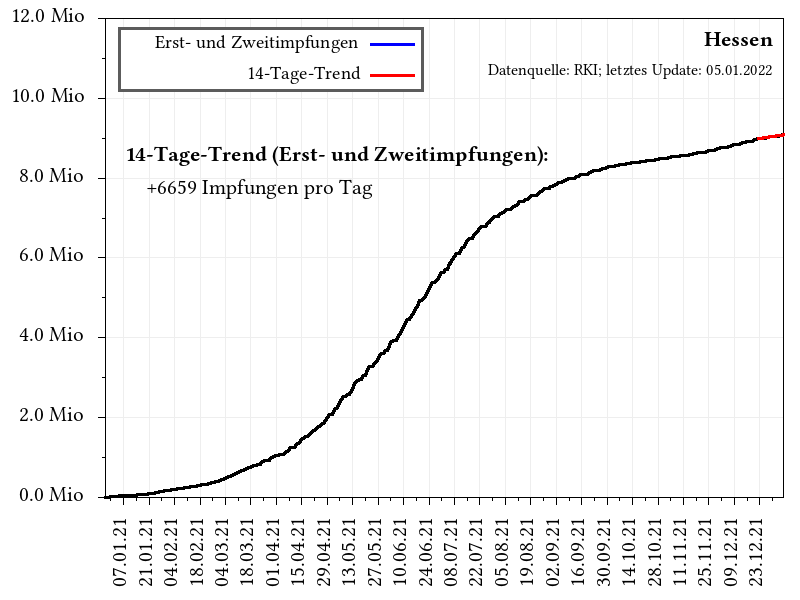 12.0 Mio
10.0 Mio
8.0 Mio
6.0 Mio
4.0 Mio
2.0 Mio
0.0 Mio
Erst- und Zweitimpfungen
14-Tage-Trend
Hessen
Datenquelle: RKI; letztes Update: 05.01.2022
14-Tage-Trend (Erst- und Zweitimpfungen):
+6659 Impfungen pro Tag
07.01.21
21.01.21
04.02.21
18.02.21
04.03.21
18.03.21
01.04.21
15.04.21
29.04.21
13.05.21
27.05.21
10.06.21
24.06.21
08.07.21
22.07.21
05.08.21
19.08.21
02.09.21
16.09.21
30.09.21
14.10.21
28.10.21
11.11.21
25.11.21
09.12.21
23.12.21